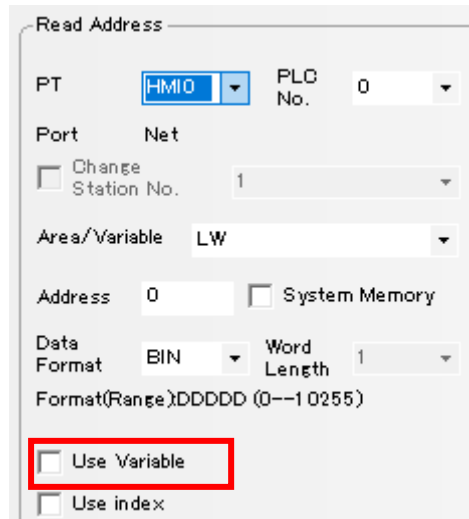 Read Address
PT HMI0 PLC No. 0
Port Net
Change Station No. 1
Area/Variable LW
Address 0 System Memory
Data Format BIN Word Length 1
Format(Range):DDDDD (0--10255)
Use Variable
Use index